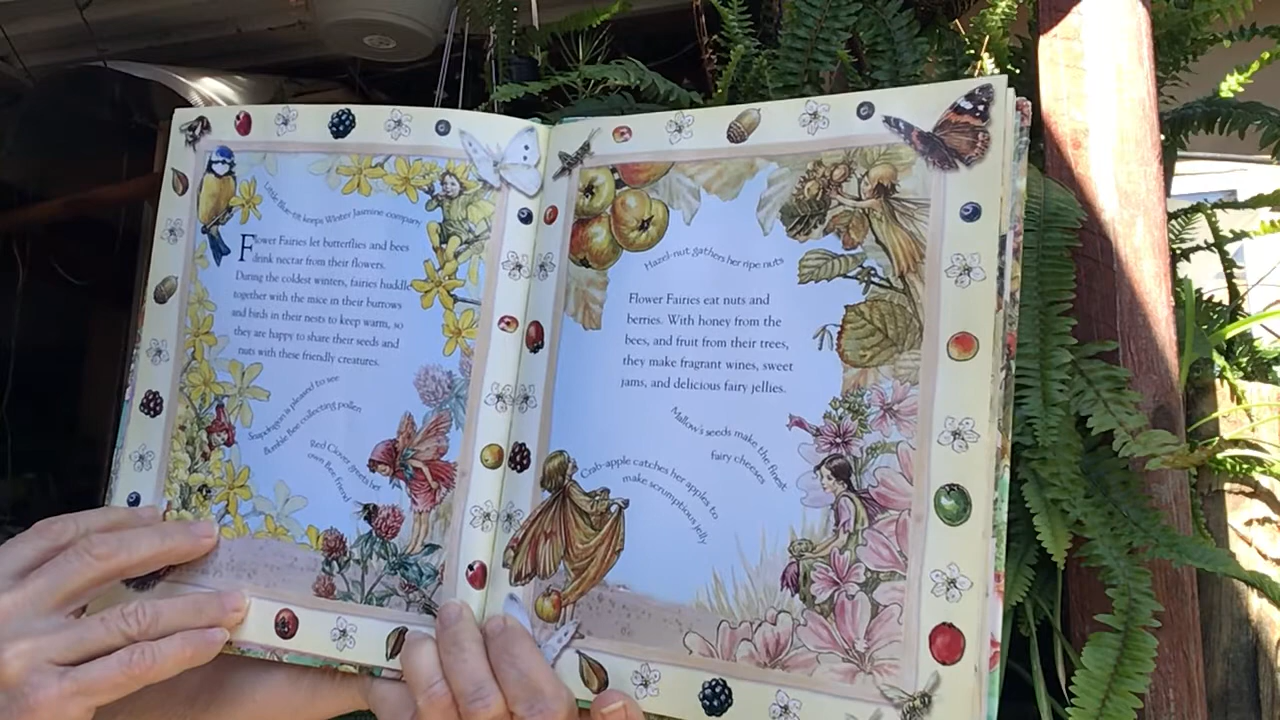 Little Blue-tit keeps Winter Jasmine company
Flower Fairies let butterflies and bees
drink nectar from their flowers.
During the coldest winters, fairies huddle
together with the mice in their burrows
and birds in their nests to keep warm, so
they are happy to share their seeds and
nuts with these friendly creatures.
Snapdragon is pleased to see
Bumble Bee collecting pollen
Red Clover greets her
own Bee friend
Hazel-nut gathers her ripe nuts
Flower Fairies eat nuts and
berries. With honey from the
bees, and fruit from their trees,
they make fragrant wines, sweet
jams, and delicious fairy jellies.
Mallow's seeds make the finest
fairy cheeses
Crab-apple catches her apples to
make scrumptious jelly